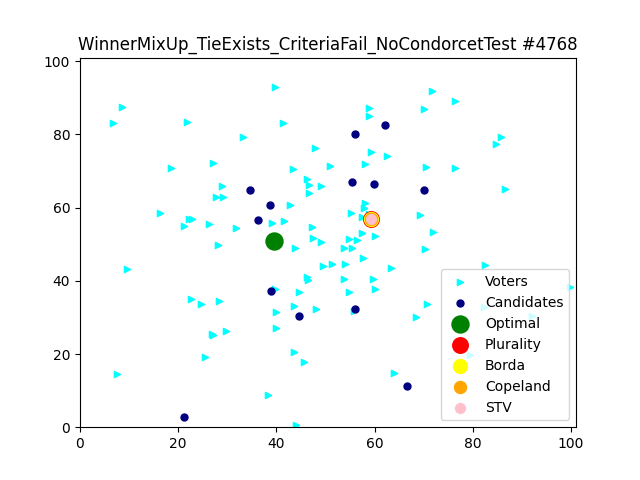 WinnerMixUp_TieExists_CriteriaFail_NoCondorcetTest #4768
100
80
60
40
20
0
Voters
Candidates
Optimal
Plurality
Borda
Copeland
STV
0 20 40 60 80 100